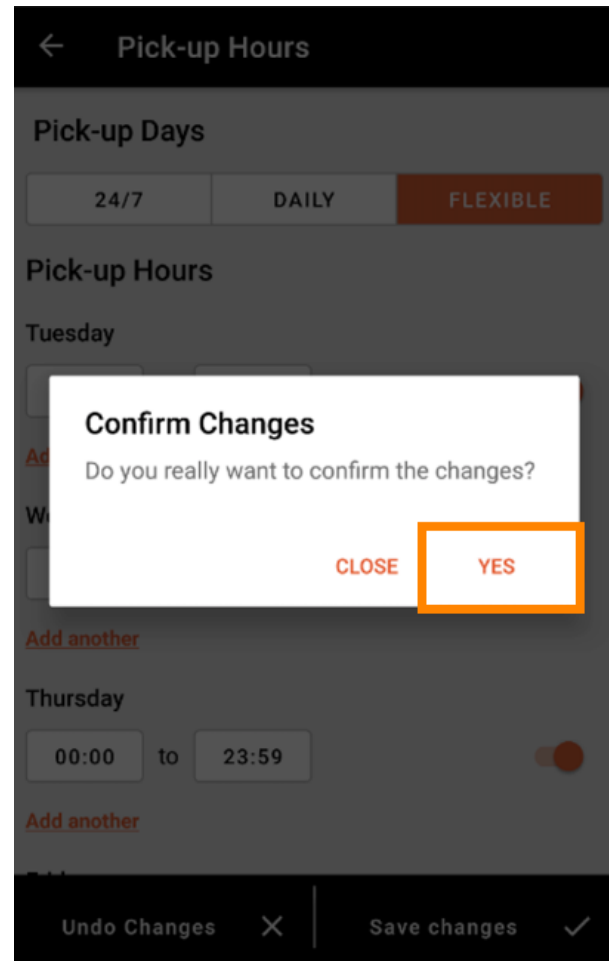 Pick-up Hours
Pick-up Days
24/7 DAILY FLEXIBLE
Pick-up Hours
Tuesday
Confirm Changes
Do you really want to confirm the changes?
CLOSE YES
Add another
Thursday
00:00 to 23:59
Add another
Undo Changes Save changes